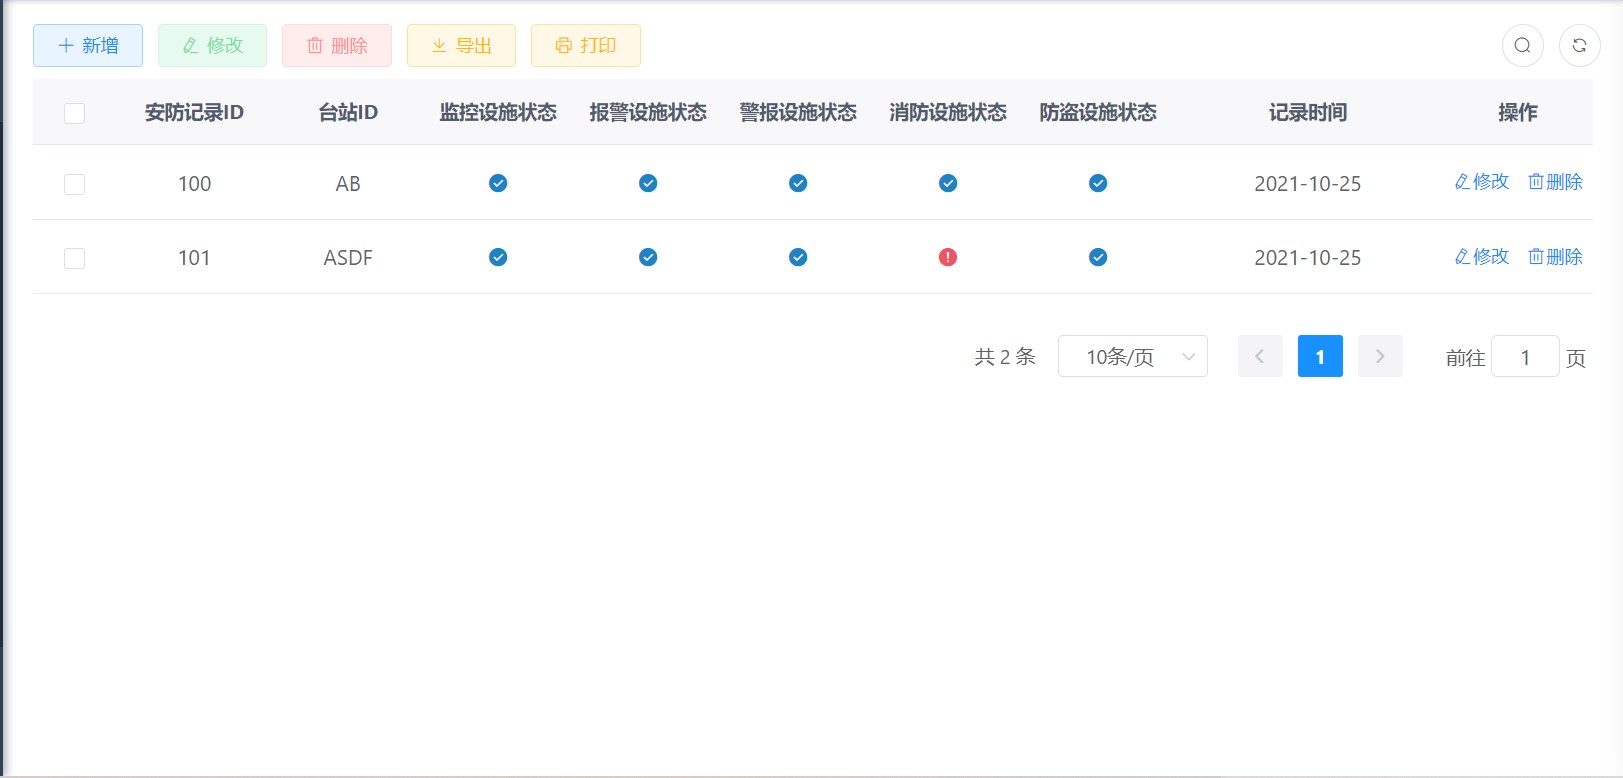 新增 修改 删除 导出 打印
安防记录ID 台站ID 监控设施状态 报警设施状态 警报设施状态 消防设施状态 防盗设施状态 记录时间 操作
100 AB 2021-10-25 修改 删除
101 ASDF 2021-10-25 修改 删除
共 2 条 10条/页 1 前往 1 页